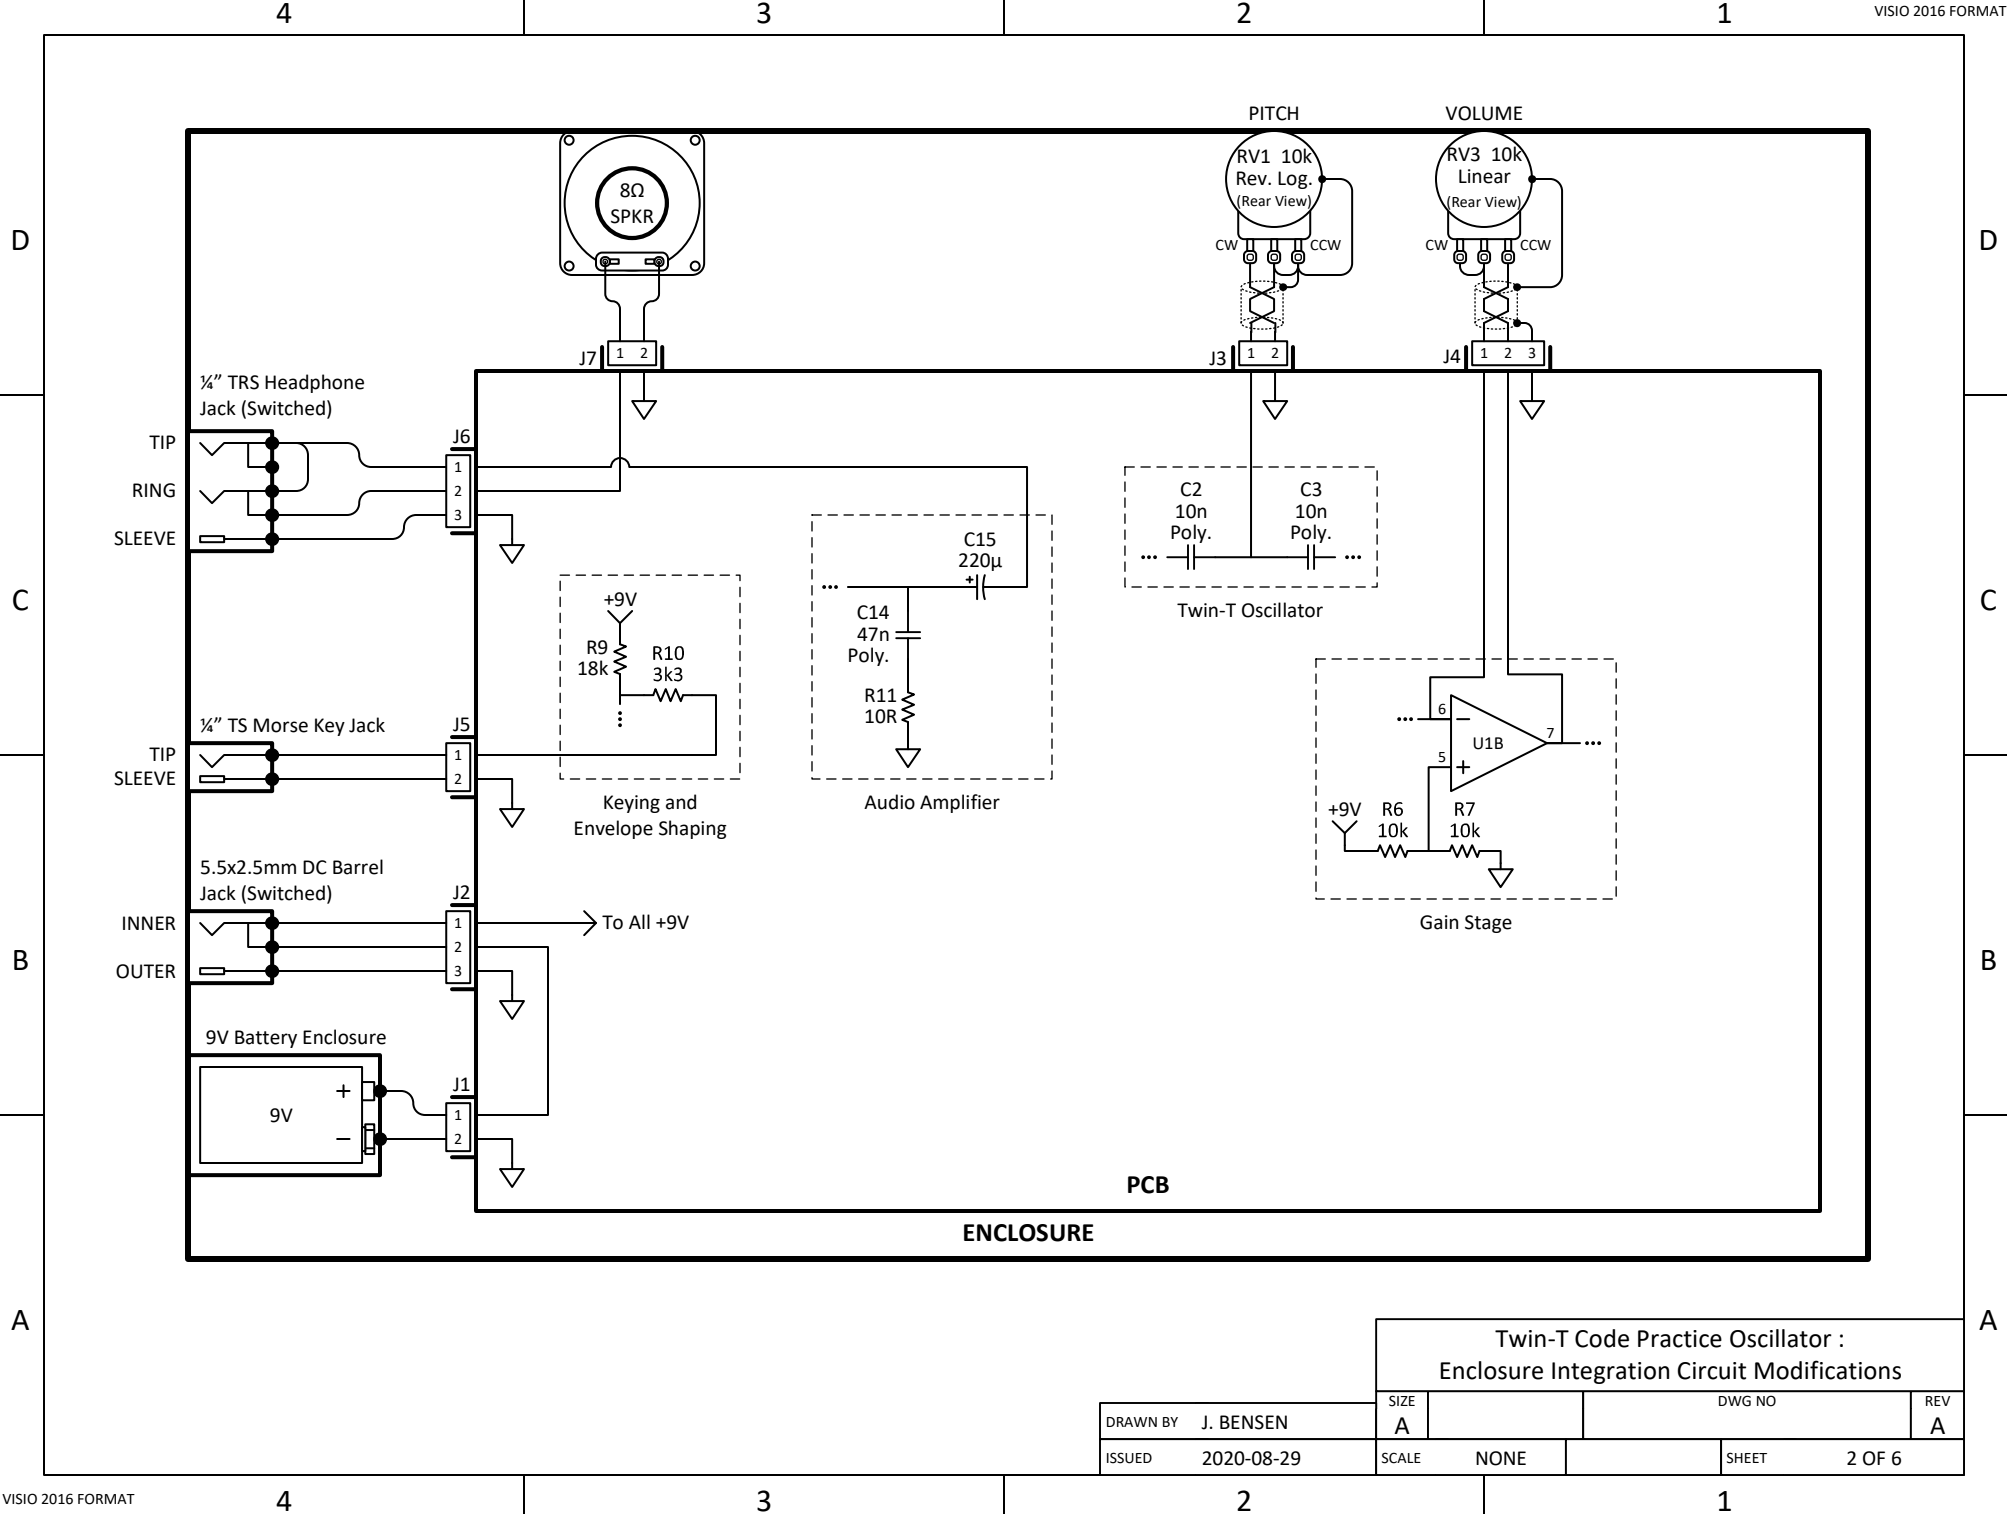 4 3 2 1 VISIO 2016 FORMAT
PITCH VOLUME
8Ω
SPKR
RV1 10k
Rev. Log.
(Rear View)
RV3 10k
Linear
(Rear View)
CW CCW CW CCW
D D
J7 1 2
J3 1 2
J4 1 2 3
¼” TRS Headphone
Jack (Switched)
TIP
RING
SLEEVE
J6
1
2
3
C2
10n
Poly.
C3
10n
Poly.
... ...
Twin-T Oscillator
C15
220µ
+
...
C14
47n
Poly.
R11
10R
Audio Amplifier
C C
+9V
R9
18k
R10
3k3
...
Keying and
Envelope Shaping
¼” TS Morse Key Jack
TIP
SLEEVE
J5
1
2
... 6 −
U1B
7 ...
5 +
+9V R6
10k
R7
10k
Gain Stage
5.5x2.5mm DC Barrel
Jack (Switched)
INNER
OUTER
J2
1
2
3
To All +9V
B B
9V Battery Enclosure
9V
+
−
J1
1
2
PCB
ENCLOSURE
A A
Twin-T Code Practice Oscillator :
Enclosure Integration Circuit Modifications
DRAWN BY J. BENSEN
SIZE
A
DWG NO
REV
A
ISSUED 2020-08-29
SCALE NONE
SHEET 2 OF 6
VISIO 2016 FORMAT 4 3 2 1